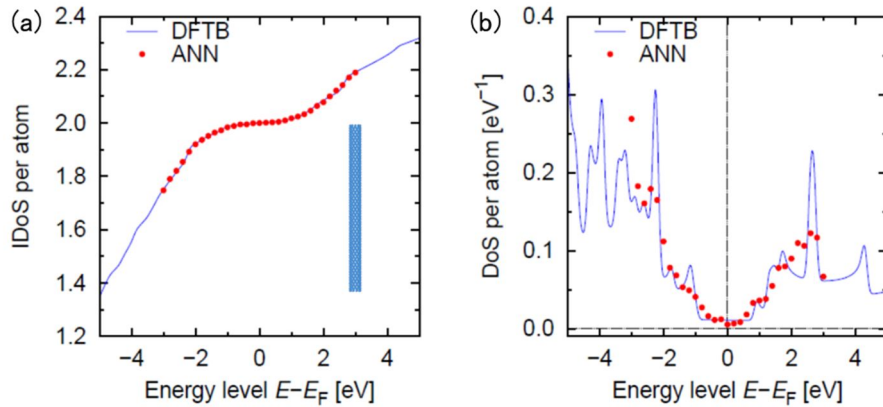 (a)
2.4
2.2
2.0
1.8
1.6
1.4
1.2
IDoS per atom
DFTB
ANN
−4 −2 0 2 4
Energy level E−E_F [eV]
(b)
0.4
0.3
0.2
0.1
0.0
DoS per atom [eV⁻¹]
DFTB
ANN
−4 −2 0 2 4
Energy level E−E_F [eV]